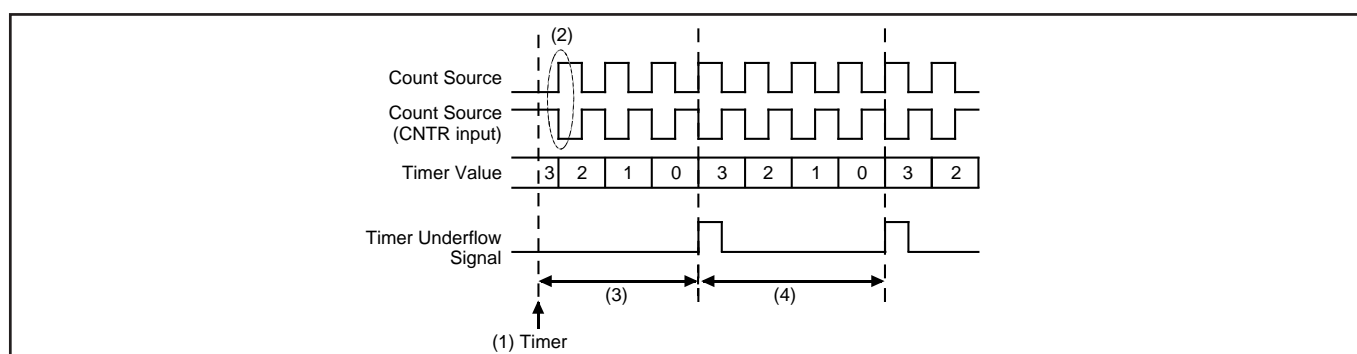 (2)
Count Source
Count Source
(CNTR input)
Timer Value 3 2 1 0 3 2 1 0 3 2
Timer Underflow
Signal
(3) (4)
(1) Timer